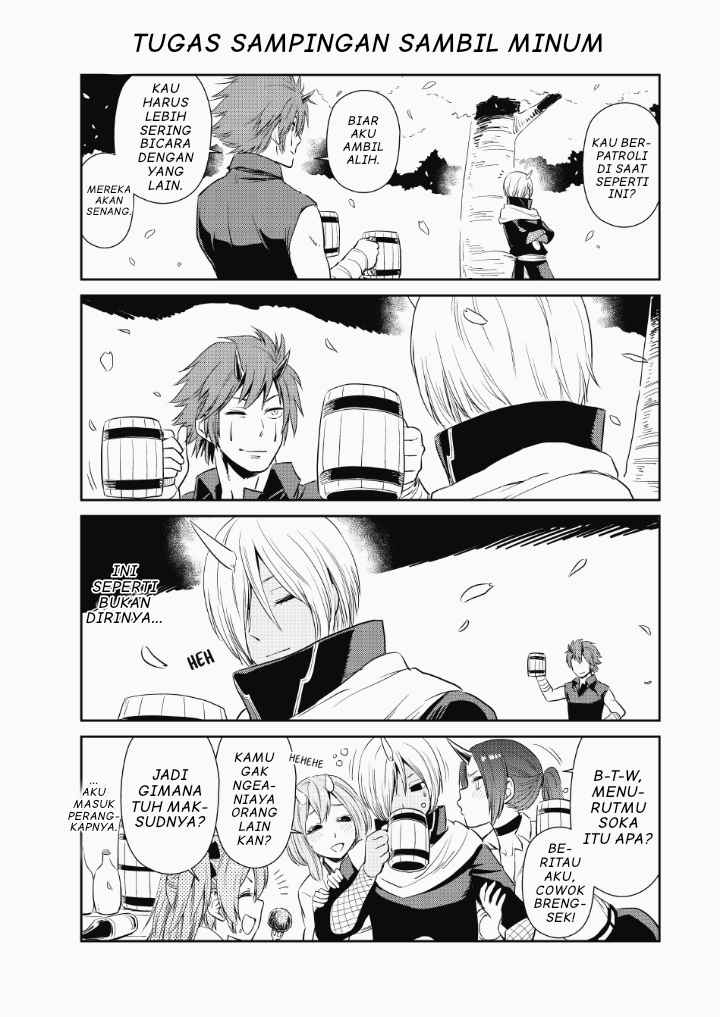 TUGAS SAMPINGAN SAMBIL MINUM
KAU BER-
PATROLI
DI SAAT
SEPERTI
INI?
BIAR
AKU
AMBIL
ALIH.
KAU
HARUS
LEBIH
SERING
BICARA
DENGAN
YANG
LAIN.
MEREKA
AKAN
SENANG.
INI
SEPERTI
BUKAN
DIRINYA...
HEH
B-T-W,
MENU-
RUTMU
SOKA
ITU APA?
BE-
RITAU
AKU,
COWOK
BRENG-
SEK!
HEHEHE
KAMU
GAK
NGEA-
NIAYA
ORANG
LAIN
KAN?
JADI
GIMANA
TUH MAK-
SUDNYA?
...
AKU
MASUK
PERANG-
KAPNYA.